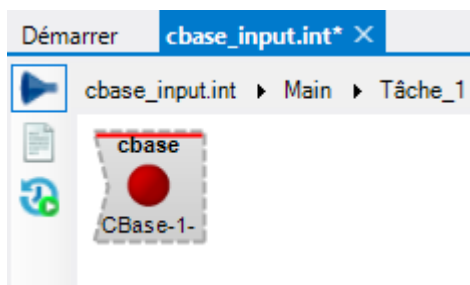 Démarrer cbase_input.int*
cbase_input.int Main Tâche_1
cbase
CBase-1-